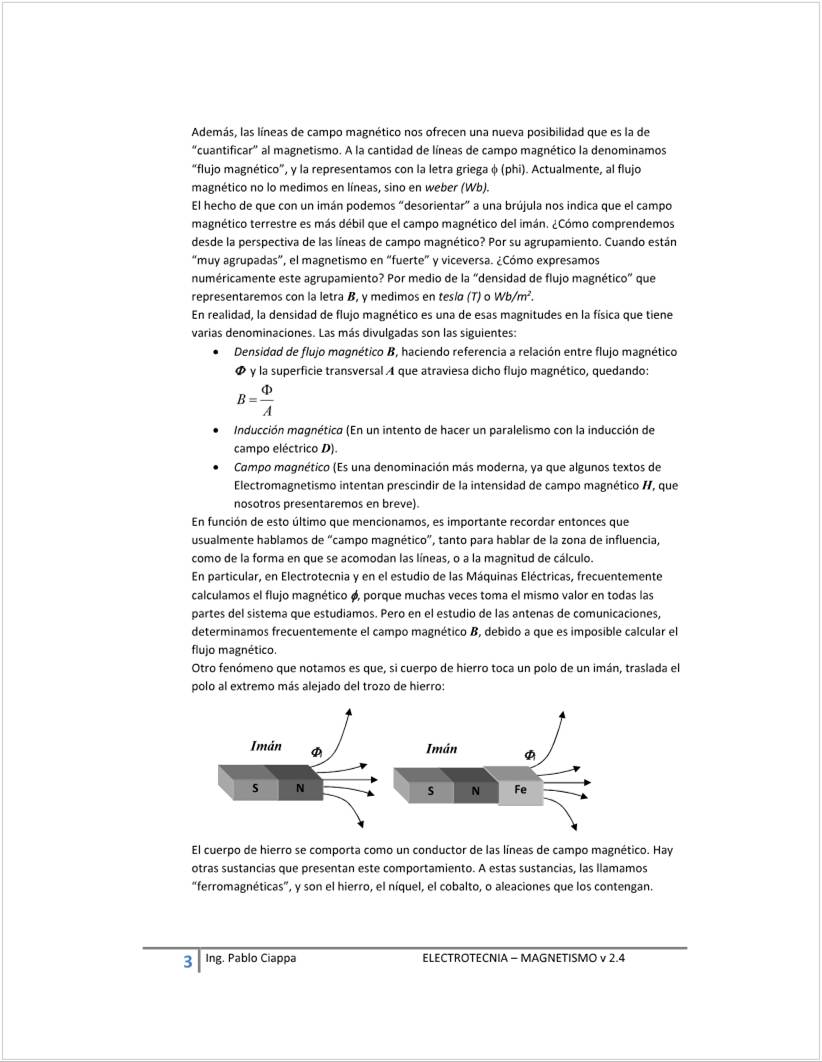 Además, las líneas de campo magnético nos ofrecen una nueva posibilidad que es la de
“cuantificar” al magnetismo. A la cantidad de líneas de campo magnético la denominamos
“flujo magnético”, y la representamos con la letra griega ϕ (phi). Actualmente, al flujo
magnético no lo medimos en líneas, sino en weber (Wb).
El hecho de que con un imán podemos “desorientar” a una brújula nos indica que el campo
magnético terrestre es más débil que el campo magnético del imán. ¿Cómo comprendemos
desde la perspectiva de las líneas de campo magnético? Por su agrupamiento. Cuando están
“muy agrupadas”, el magnetismo en “fuerte” y viceversa. ¿Cómo expresamos
numéricamente este agrupamiento? Por medio de la “densidad de flujo magnético” que
representaremos con la letra B, y medimos en tesla (T) o Wb/m².
En realidad, la densidad de flujo magnético es una de esas magnitudes en la física que tiene
varias denominaciones. Las más divulgadas son las siguientes:
• Densidad de flujo magnético B, haciendo referencia a relación entre flujo magnético
Φ y la superficie transversal A que atraviesa dicho flujo magnético, quedando:
B = Φ/A
• Inducción magnética (En un intento de hacer un paralelismo con la inducción de
campo eléctrico D).
• Campo magnético (Es una denominación más moderna, ya que algunos textos de
Electromagnetismo intentan prescindir de la intensidad de campo magnético H, que
nosotros presentaremos en breve).
En función de esto último que mencionamos, es importante recordar entonces que
usualmente hablamos de “campo magnético”, tanto para hablar de la zona de influencia,
como de la forma en que se acomodan las líneas, o a la magnitud de cálculo.
En particular, en Electrotecnia y en el estudio de las Máquinas Eléctricas, frecuentemente
calculamos el flujo magnético ϕ, porque muchas veces toma el mismo valor en todas las
partes del sistema que estudiamos. Pero en el estudio de las antenas de comunicaciones,
determinamos frecuentemente el campo magnético B, debido a que es imposible calcular el
flujo magnético.
Otro fenómeno que notamos es que, si cuerpo de hierro toca un polo de un imán, traslada el
polo al extremo más alejado del trozo de hierro:
Imán Φ Imán Φ
S N S N Fe
El cuerpo de hierro se comporta como un conductor de las líneas de campo magnético. Hay
otras sustancias que presentan este comportamiento. A estas sustancias, las llamamos
“ferromagnéticas”, y son el hierro, el níquel, el cobalto, o aleaciones que los contengan.
3 Ing. Pablo Ciappa ELECTROTECNIA – MAGNETISMO v 2.4